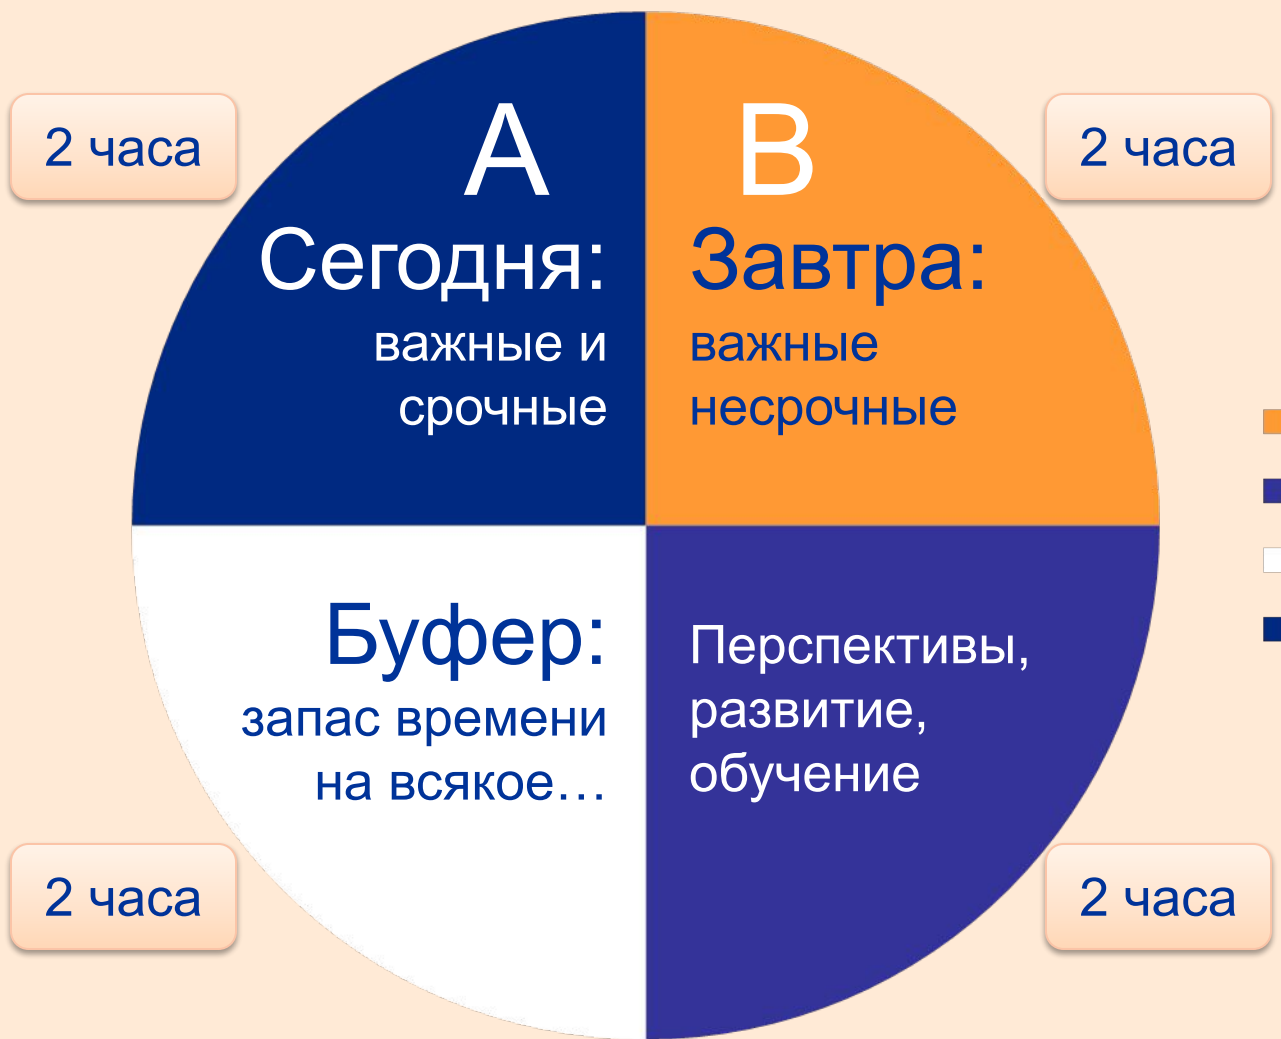 2 часа
A
Сегодня:
важные и
срочные
B
Завтра:
важные
несрочные
2 часа
Буфер:
запас времени
на всякое…
2 часа
Перспективы,
развитие,
обучение
2 часа